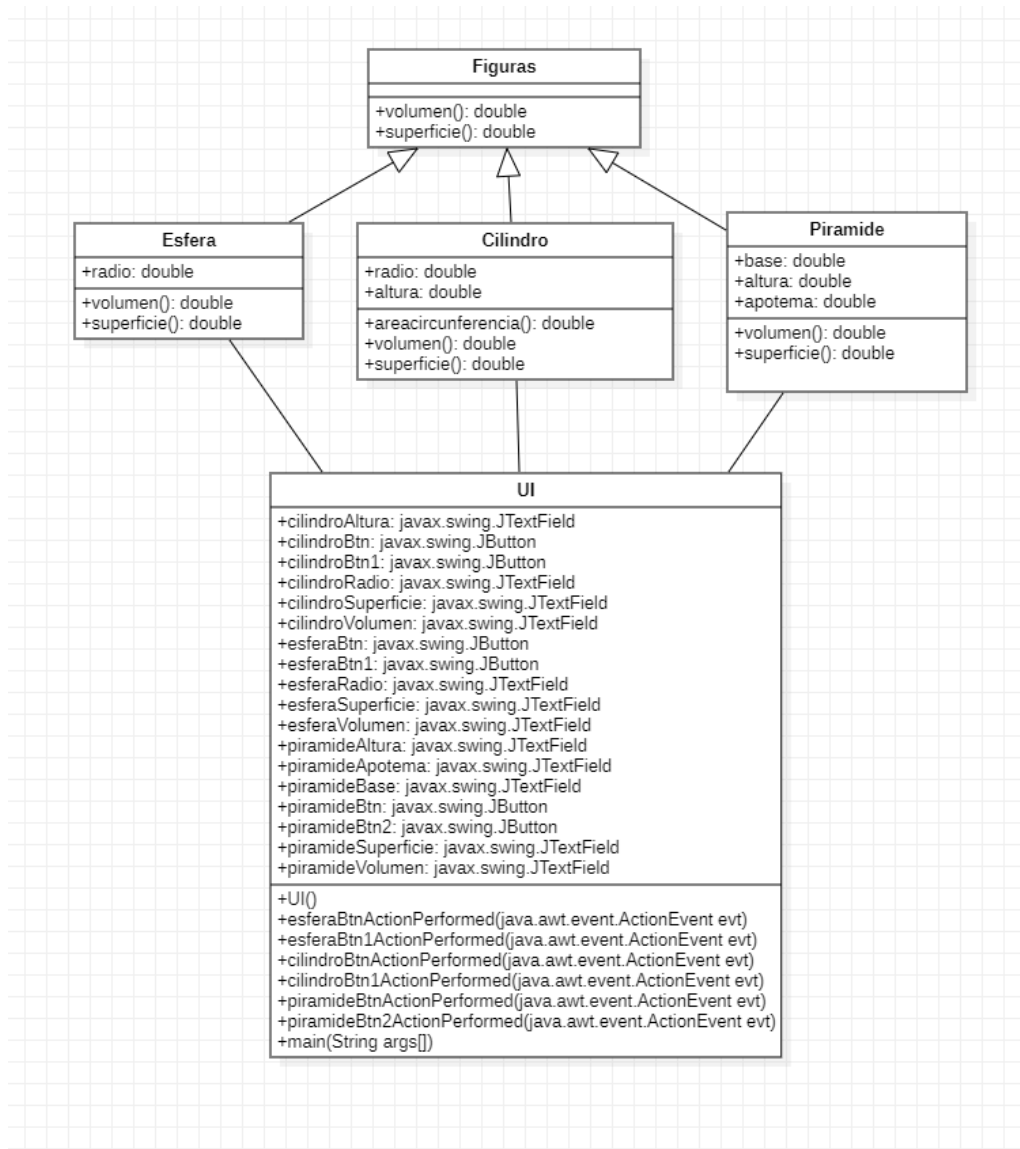 Figuras
+volumen(): double
+superficie(): double
Esfera
+radio: double
+volumen(): double
+superficie(): double
Cilindro
+radio: double
+altura: double
+areacircunferencia(): double
+volumen(): double
+superficie(): double
Piramide
+base: double
+altura: double
+apotema: double
+volumen(): double
+superficie(): double
UI
+cilindroAltura: javax.swing.JTextField
+cilindroBtn: javax.swing.JButton
+cilindroBtn1: javax.swing.JButton
+cilindroRadio: javax.swing.JTextField
+cilindroSuperficie: javax.swing.JTextField
+cilindroVolumen: javax.swing.JTextField
+esferaBtn: javax.swing.JButton
+esferaBtn1: javax.swing.JButton
+esferaRadio: javax.swing.JTextField
+esferaSuperficie: javax.swing.JTextField
+esferaVolumen: javax.swing.JTextField
+piramideAltura: javax.swing.JTextField
+piramideApotema: javax.swing.JTextField
+piramideBase: javax.swing.JTextField
+piramideBtn: javax.swing.JButton
+piramideBtn2: javax.swing.JButton
+piramideSuperficie: javax.swing.JTextField
+piramideVolumen: javax.swing.JTextField
+UI()
+esferaBtnActionPerformed(java.awt.event.ActionEvent evt)
+esferaBtn1ActionPerformed(java.awt.event.ActionEvent evt)
+cilindroBtnActionPerformed(java.awt.event.ActionEvent evt)
+cilindroBtn1ActionPerformed(java.awt.event.ActionEvent evt)
+piramideBtnActionPerformed(java.awt.event.ActionEvent evt)
+piramideBtn2ActionPerformed(java.awt.event.ActionEvent evt)
+main(String args[])